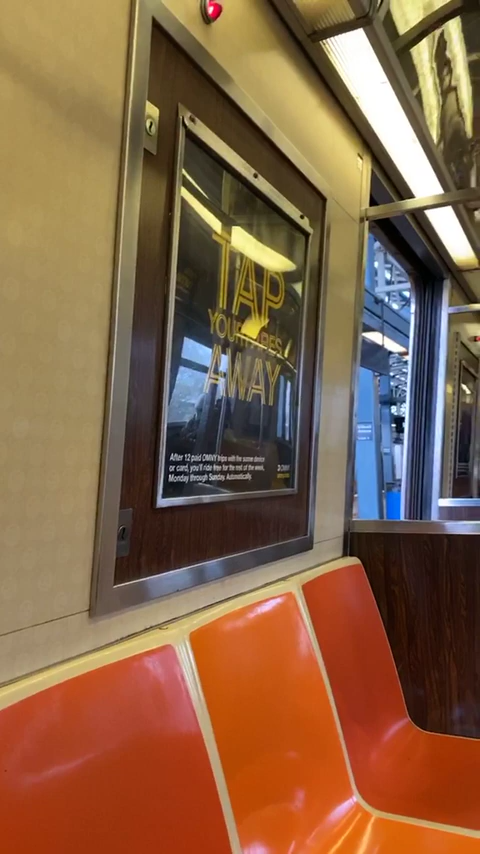 TAP
YOUR
AWAY
After 12 paid OMNY trips with the same device
or card, you'll ride free for the rest of the week,
Monday through Sunday. Automatically.